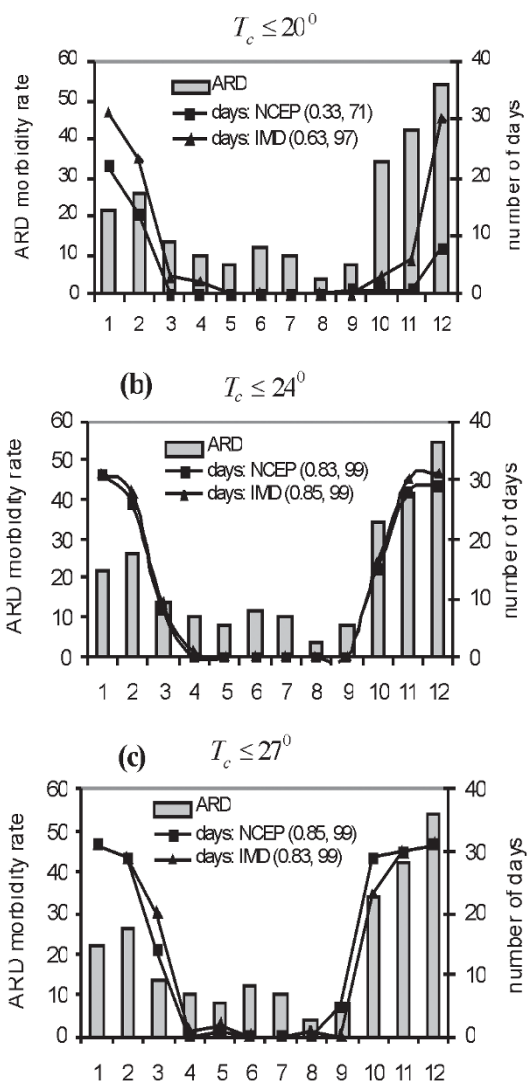 T_c ≤ 20⁰
60 50 40 30 20 10 0
ARD morbidity rate
ARD
days: NCEP (0.33, 71)
days: IMD (0.63, 97)
40 30 20 10 0
number of days
1 2 3 4 5 6 7 8 9 10 11 12
(b) T_c ≤ 24⁰
60 50 40 30 20 10 0
ARD morbidity rate
ARD
days: NCEP (0.83, 99)
days: IMD (0.85, 99)
40 30 20 10 0
number of days
1 2 3 4 5 6 7 8 9 10 11 12
(c) T_c ≤ 27⁰
60 50 40 30 20 10 0
ARD morbidity rate
ARD
days: NCEP (0.85, 99)
days: IMD (0.83, 99)
40 30 20 10 0
number of days
1 2 3 4 5 6 7 8 9 10 11 12